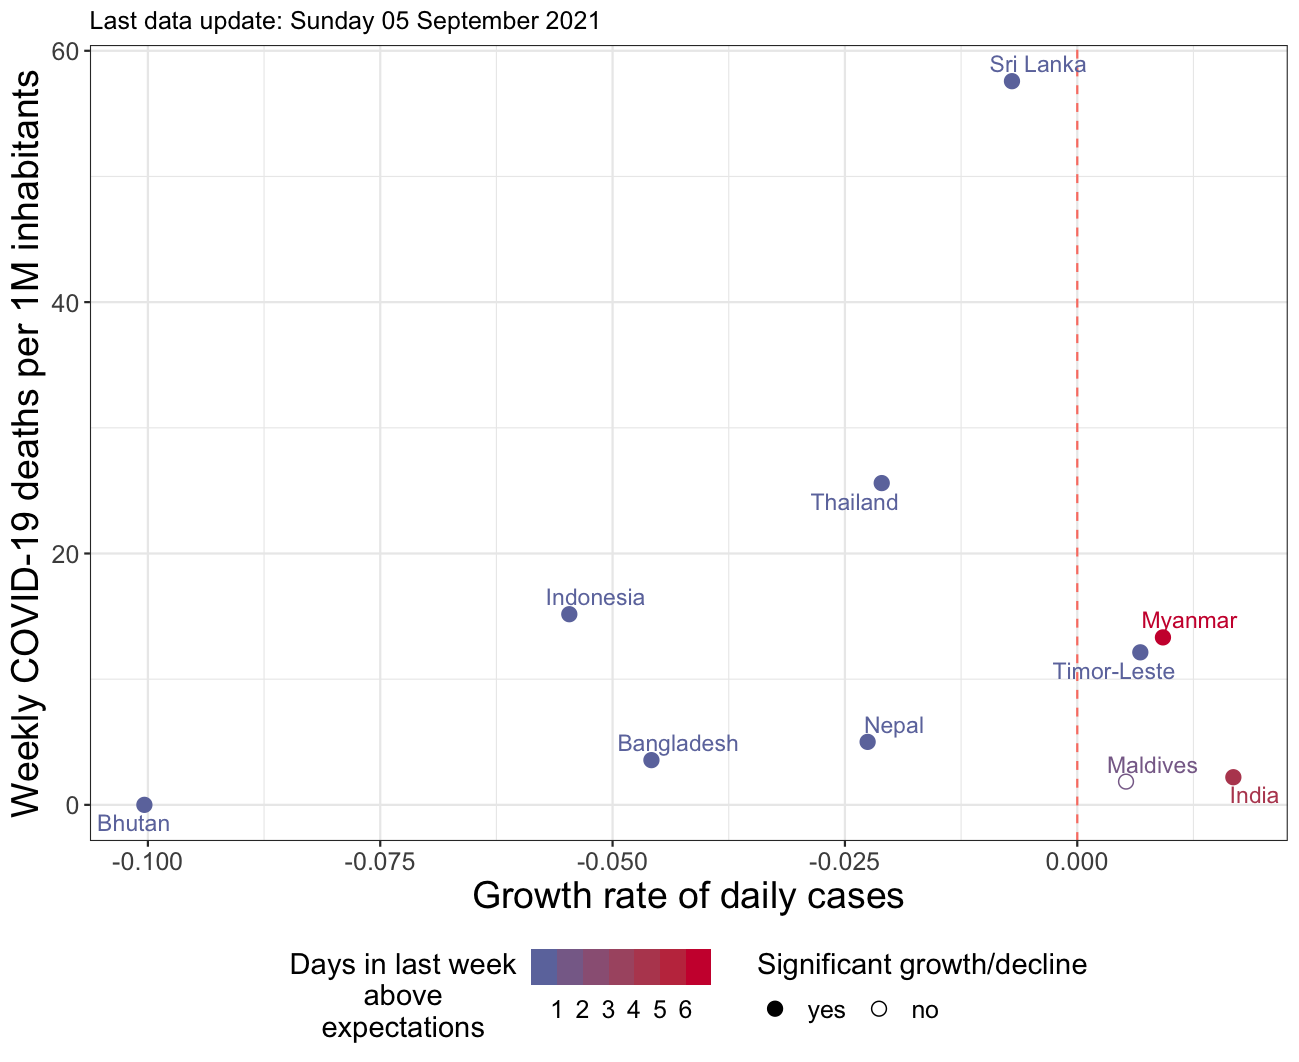 Last data update: Sunday 05 September 2021
Weekly COVID-19 deaths per 1M inhabitants
60
40
20
0
Sri Lanka
Thailand
Indonesia
Myanmar
Timor-Leste
Nepal
Bangladesh
Maldives
India
Bhutan
-0.100
-0.075
-0.050
-0.025
0.000
Growth rate of daily cases
Days in last week
above
expectations
1 2 3 4 5 6
Significant growth/decline
yes
no